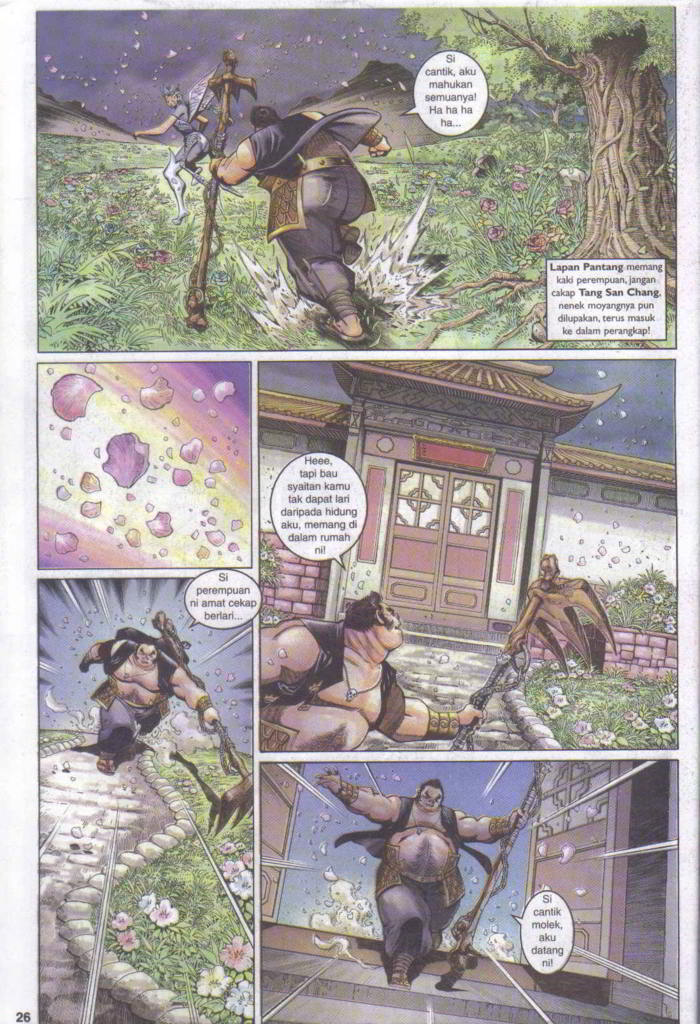 Si
cantik, aku
mahukan
semuanya!
Ha ha ha
ha...
Lapan Pantang memang
kaki perempuan, jangan
cakap Tang San Chang,
nenek moyangnya pun
dilupakan, terus masuk
ke dalam perangkap!
Heee,
tapi bau
syaitan kamu
tak dapat lari
daripada hidung
aku, memang di
dalam rumah
ni!
Si
perempuan
ni amat cekap
berlari...
Si
cantik
molek,
aku
datang
ni!
26